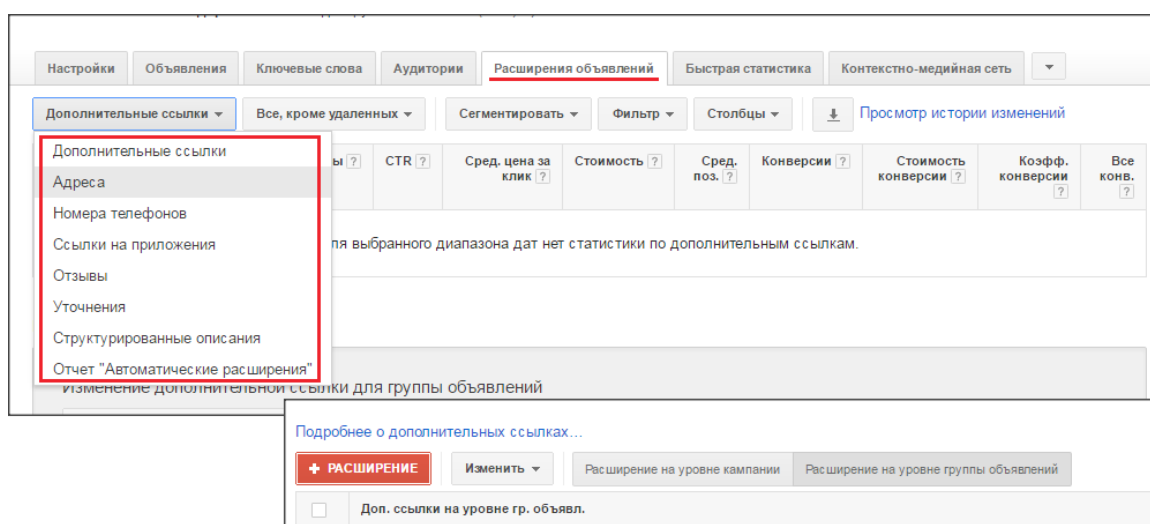 Настройки Объявления Ключевые слова Аудитории Расширения объявлений Быстрая статистика Контекстно-медийная сеть
Дополнительные ссылки Все, кроме удаленных Сегментировать Фильтр Столбцы Просмотр истории изменений
ы ? CTR ? Сред. цена за клик ? Стоимость ? Сред. поз. ? Конверсии ? Стоимость конверсии ? Коэфф. конверсии ? Все конв. ?
Дополнительные ссылки
Адреса
Номера телефонов
Ссылки на приложения
ля выбранного диапазона дат нет статистики по дополнительным ссылкам.
Отзывы
Уточнения
Структурированные описания
Отчет "Автоматические расширения"
Изменение дополнительной ссылки для группы объявлений
Подробнее о дополнительных ссылках...
+ РАСШИРЕНИЕ Изменить Расширение на уровне кампании Расширение на уровне группы объявлений
Доп. ссылки на уровне гр. объявл.